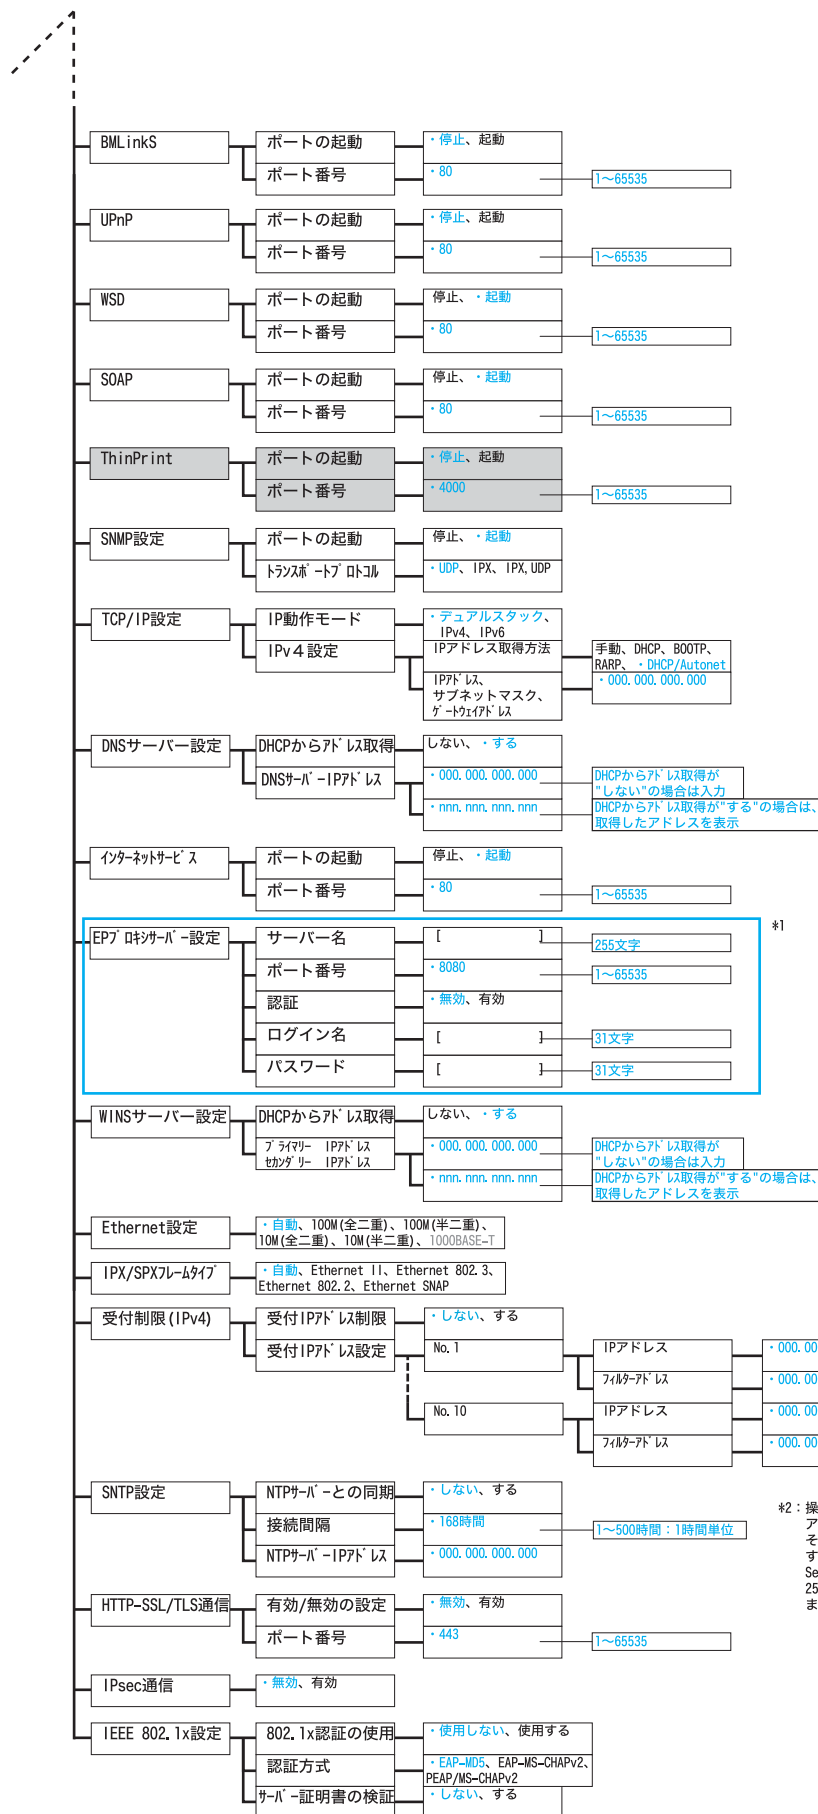 BMLinkS
ポートの起動
・停止、起動
ポート番号
・80
1～65535
UPnP
ポートの起動
・停止、起動
ポート番号
・80
1～65535
WSD
ポートの起動
停止、・起動
ポート番号
・80
1～65535
SOAP
ポートの起動
停止、・起動
ポート番号
・80
1～65535
ThinPrint
ポートの起動
・停止、起動
ポート番号
・4000
1～65535
SNMP設定
ポートの起動
停止、・起動
ﾄﾗﾝｽﾎﾟｰﾄﾌﾟﾛﾄｺﾙ
・UDP、IPX、IPX,UDP
TCP/IP設定
IP動作モード
・デュアルスタック、
IPv4、IPv6
IPv４設定
IPアドレス取得方法
手動、DHCP、BOOTP、
RARP、・DHCP/Autonet
IPｱﾄﾞﾚｽ、
サブネットマスク、
ｹﾞｰﾄｳｪｲｱﾄﾞﾚｽ
・000.000.000.000
DNSサーバー設定
DHCPからｱﾄﾞﾚｽ取得
しない、・する
DNSｻｰﾊﾞｰIPｱﾄﾞﾚｽ
・000.000.000.000
DHCPからｱﾄﾞﾚｽ取得が
"しない"の場合は入力
・nnn.nnn.nnn.nnn
DHCPからｱﾄﾞﾚｽ取得が"する"の場合は、
取得したアドレスを表示
ｲﾝﾀｰﾈｯﾄｻｰﾋﾞｽ
ポートの起動
停止、・起動
ポート番号
・80
1～65535
*1
EPﾌﾟﾛｷｼｻｰﾊﾞｰ設定
サーバー名
[ ]
255文字
ポート番号
・8080
1～65535
認証
・無効、有効
ログイン名
[ ]
31文字
パスワード
[ ]
31文字
WINSサーバー設定
DHCPからｱﾄﾞﾚｽ取得
しない、・する
ﾌﾟﾗｲﾏﾘｰ IPｱﾄﾞﾚｽ
ｾｶﾝﾀﾞﾘｰ IPｱﾄﾞﾚｽ
・000.000.000.000
DHCPからｱﾄﾞﾚｽ取得が
"しない"の場合は入力
・nnn.nnn.nnn.nnn
DHCPからｱﾄﾞﾚｽ取得が"する"の場合は、
取得したアドレスを表示
Ethernet設定
・自動、100M(全二重)、100M(半二重)、
10M(全二重)、10M(半二重)、1000BASE-T
IPX/SPXﾌﾚｰﾑﾀｲﾌﾟ
・自動、Ethernet II、Ethernet 802.3、
Ethernet 802.2、Ethernet SNAP
受付制限(IPv4)
受付IPｱﾄﾞﾚｽ制限
・しない、する
受付IPｱﾄﾞﾚｽ設定
No.1
IPアドレス
・000.00
ﾌｨﾙﾀｰｱﾄﾞﾚｽ
・000.00
No.10
IPアドレス
・000.00
ﾌｨﾙﾀｰｱﾄﾞﾚｽ
・000.00
SNTP設定
NTPｻｰﾊﾞｰとの同期
・しない、する
接続間隔
・168時間
1～500時間：1時間単位
NTPｻｰﾊﾞｰIPｱﾄﾞﾚｽ
・000.000.000.000
*2：操
ア
そ
す
Se
25
ま
HTTP-SSL/TLS通信
有効/無効の設定
・無効、有効
ポート番号
・443
1～65535
IPsec通信
・無効、有効
IEEE 802.1x設定
802.1x認証の使用
・使用しない、使用する
認証方式
・EAP-MD5、EAP-MS-CHAPv2、
PEAP/MS-CHAPv2
ｻｰﾊﾞｰ証明書の検証
・しない、する